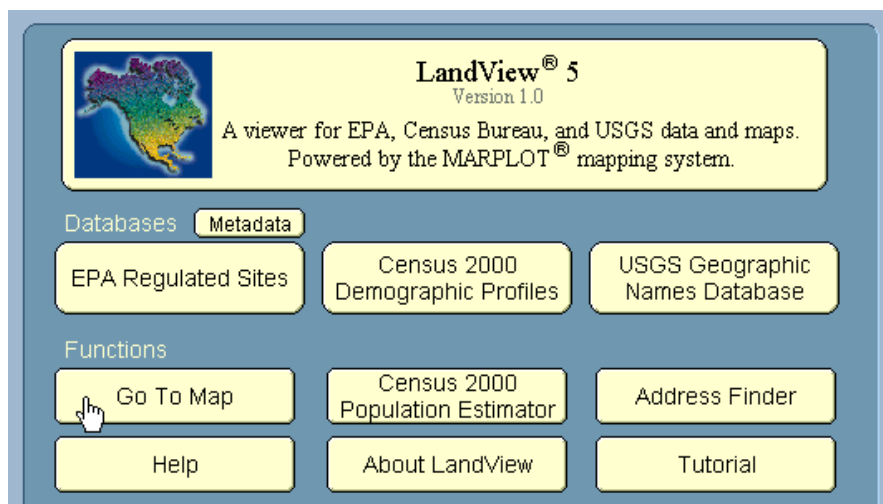 LandView® 5
Version 1.0
A viewer for EPA, Census Bureau, and USGS data and maps.
Powered by the MARPLOT® mapping system.
Databases Metadata
EPA Regulated Sites
Census 2000
Demographic Profiles
USGS Geographic
Names Database
Functions
Go To Map
Census 2000
Population Estimator
Address Finder
Help
About LandView
Tutorial